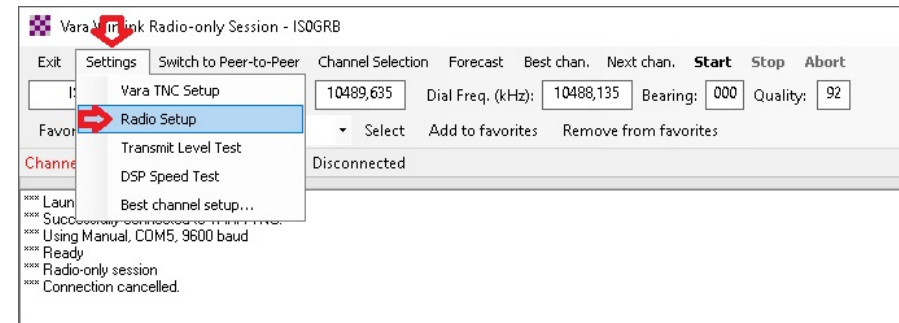 Vara Winlink Radio-only Session - IS0GRB
Exit Settings Switch to Peer-to-Peer Channel Selection Forecast Best chan. Next chan. Start Stop Abort
10489,635 Dial Freq. (kHz): 10488,135 Bearing: 000 Quality: 92
Select Add to favorites Remove from favorites
Disconnected
Vara TNC Setup
Radio Setup
Transmit Level Test
DSP Speed Test
Best channel setup...
*** Using Manual, COM5, 9600 baud
*** Ready
*** Radio-only session
*** Connection cancelled.